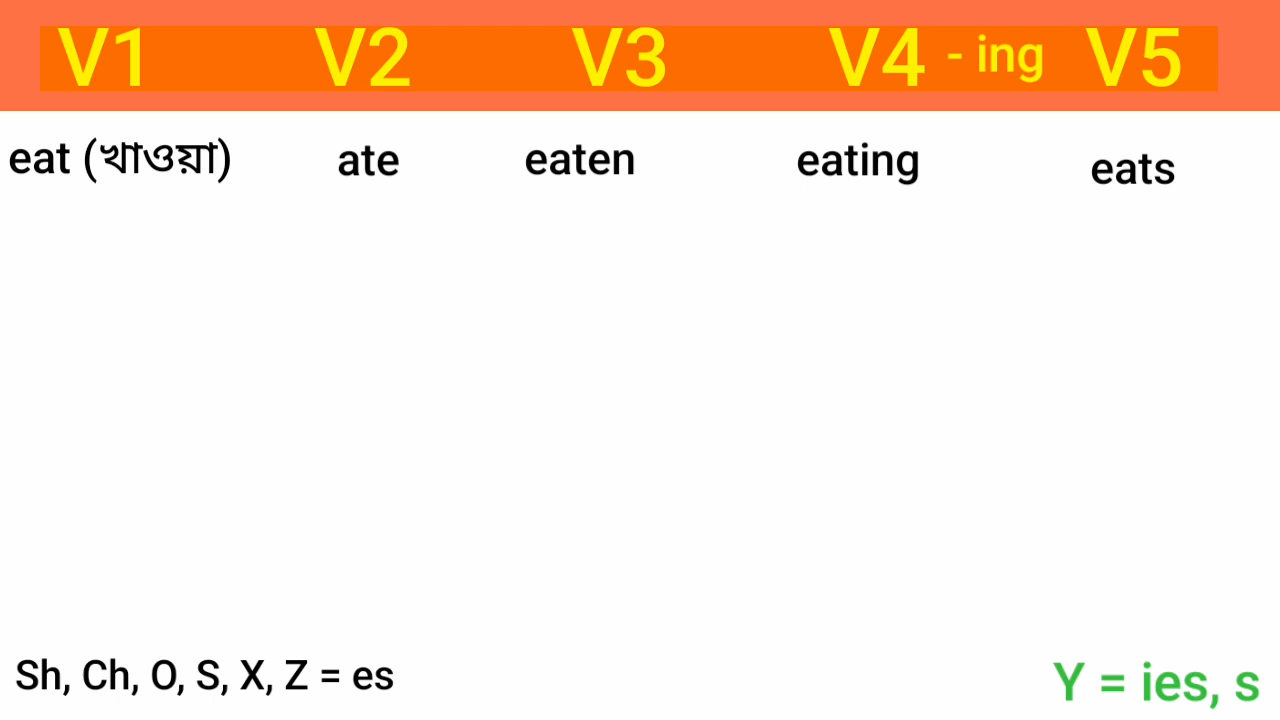 V1 V2 V3 V4 - ing V5
eat (খাওয়া) ate eaten eating eats
Sh, Ch, O, S, X, Z = es
Y = ies, s